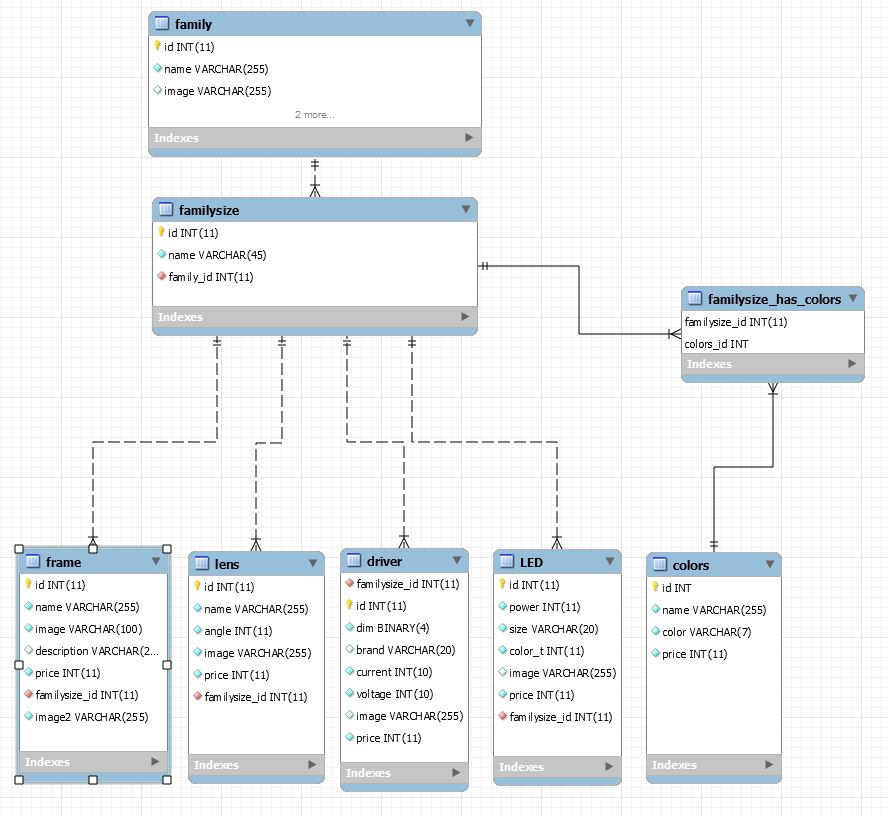 family
id INT(11)
name VARCHAR(255)
image VARCHAR(255)
2 more...
Indexes
familysize
id INT(11)
name VARCHAR(45)
family_id INT(11)
Indexes
familysize_has_colors
familysize_id INT(11)
colors_id INT
Indexes
frame
id INT(11)
name VARCHAR(255)
image VARCHAR(100)
description VARCHAR(2...
price INT(11)
familysize_id INT(11)
image2 VARCHAR(255)
Indexes
lens
id INT(11)
name VARCHAR(255)
angle INT(11)
image VARCHAR(255)
price INT(11)
familysize_id INT(11)
Indexes
driver
familysize_id INT(11)
id INT(11)
dim BINARY(4)
brand VARCHAR(20)
current INT(10)
voltage INT(10)
image VARCHAR(255)
price INT(11)
Indexes
LED
id INT(11)
power INT(11)
size VARCHAR(20)
color_t INT(11)
image VARCHAR(255)
price INT(11)
familysize_id INT(11)
Indexes
colors
id INT
name VARCHAR(255)
color VARCHAR(7)
price INT(11)
Indexes